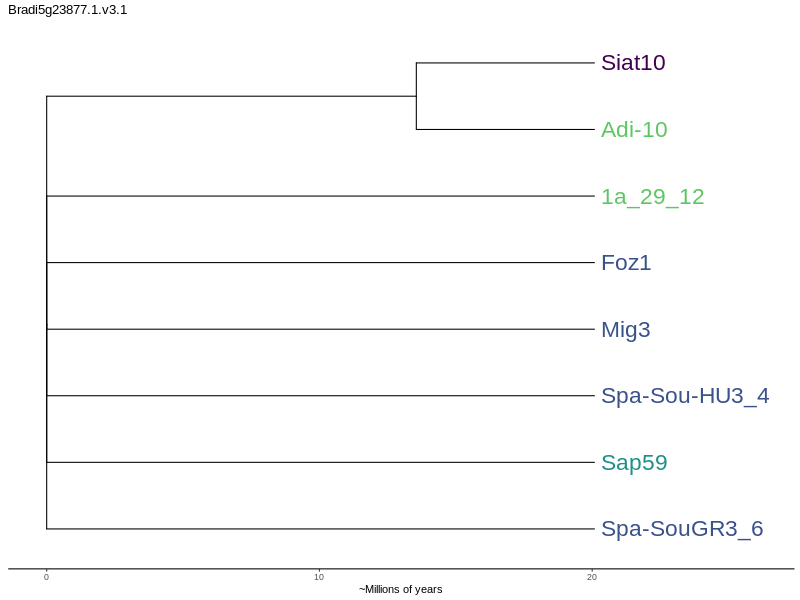 Bradi5g23877.1.v3.1
Siat10
Adi-10
1a_29_12
Foz1
Mig3
Spa-Sou-HU3_4
Sap59
Spa-SouGR3_6
0 10 20
~Millions of years